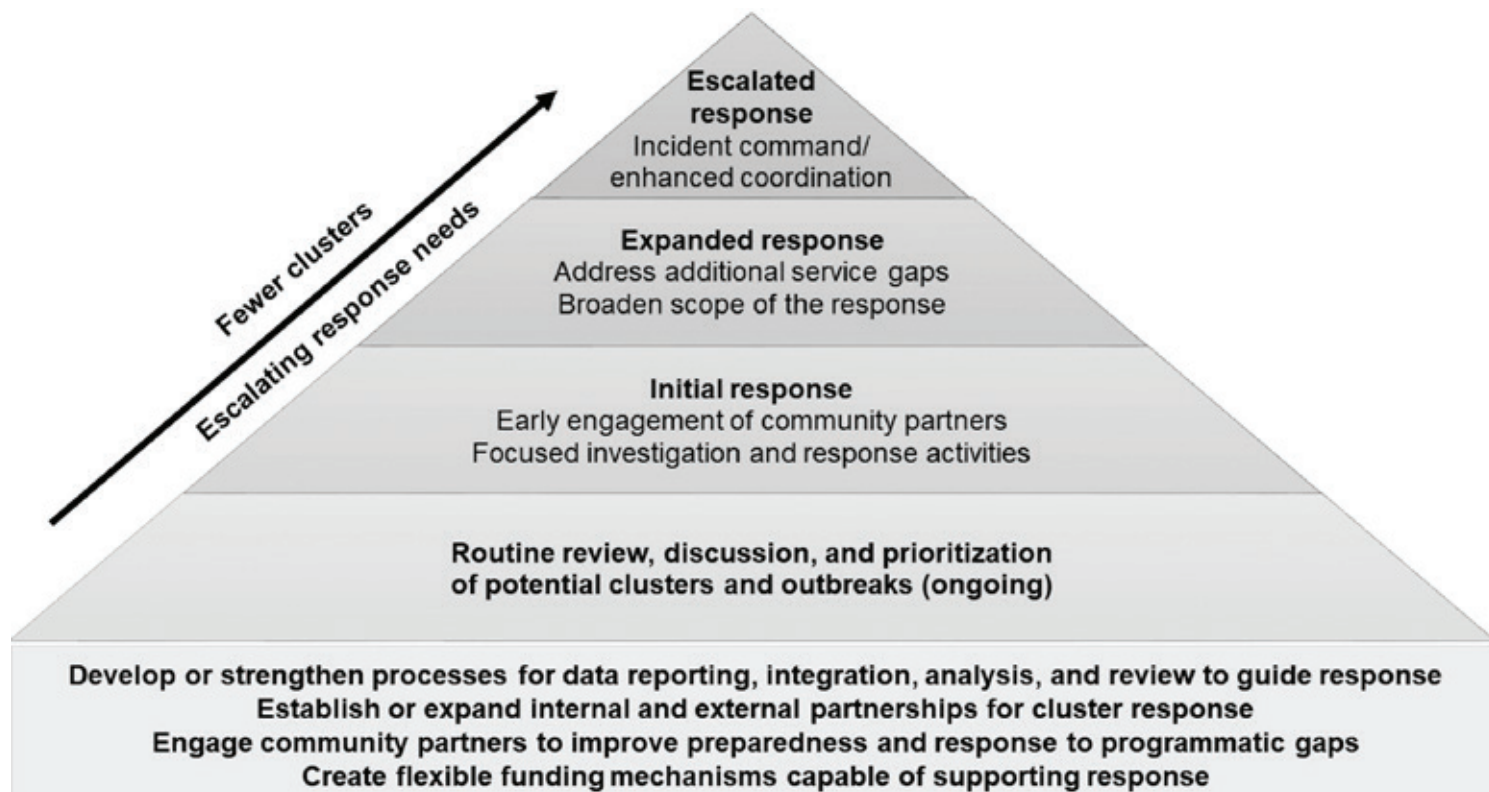 Escalated
response
Incident command/
enhanced coordination
Fewer clusters
Escalating response needs
Expanded response
Address additional service gaps
Broaden scope of the response
Initial response
Early engagement of community partners
Focused investigation and response activities
Routine review, discussion, and prioritization
of potential clusters and outbreaks (ongoing)
Develop or strengthen processes for data reporting, integration, analysis, and review to guide response
Establish or expand internal and external partnerships for cluster response
Engage community partners to improve preparedness and response to programmatic gaps
Create flexible funding mechanisms capable of supporting response